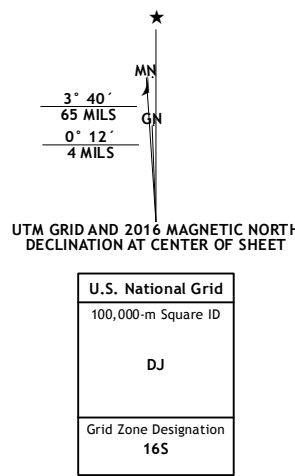 ★
MN
3° 40´
65 MILS
GN
0° 12´
4 MILS
UTM GRID AND 2016 MAGNETIC NORTH
DECLINATION AT CENTER OF SHEET
U.S. National Grid
100,000-m Square ID
DJ
Grid Zone Designation
16S